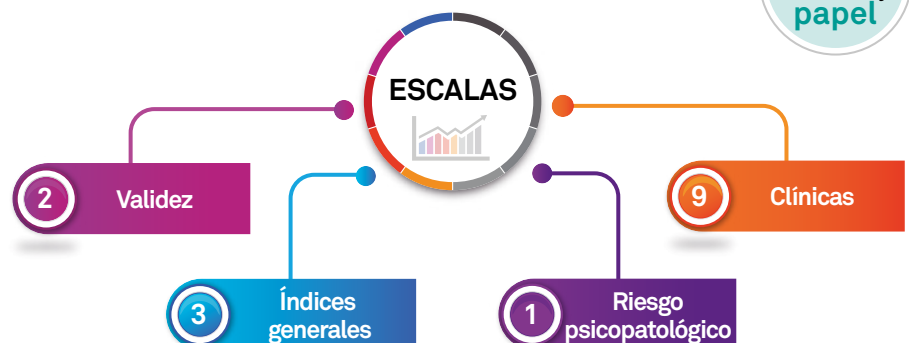 papel
ESCALAS
2
Validez
9
Clínicas
3
Índices
generales
1
Riesgo
psicopatológico